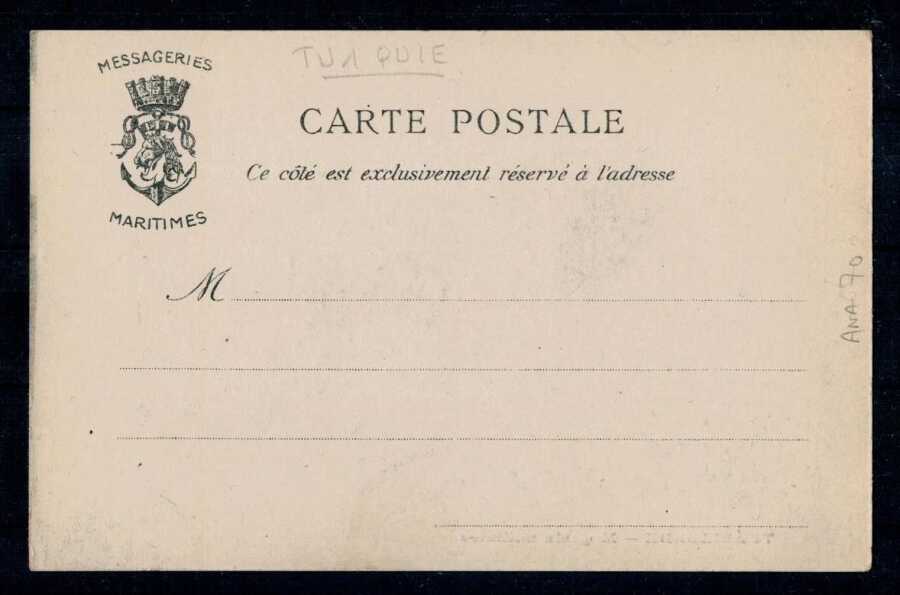 MESSAGERIES
MARITIMES
TURQUIE
CARTE POSTALE
Ce côté est exclusivement réservé à l'adresse
M
ANA 70